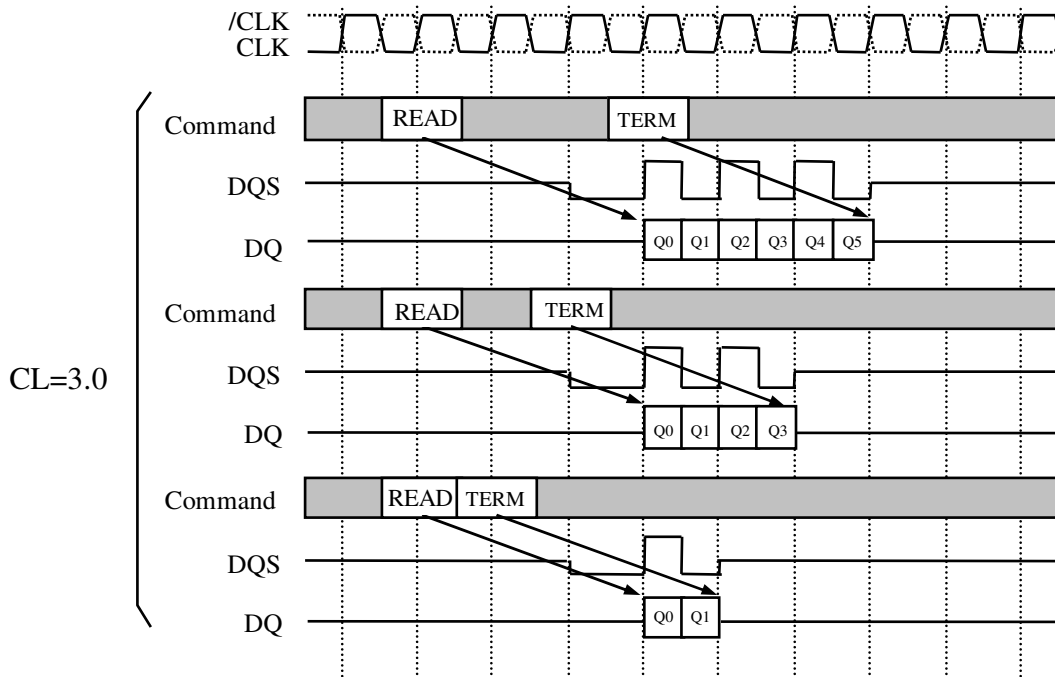 /CLK
CLK
Command READ TERM
DQS
DQ Q0 Q1 Q2 Q3 Q4 Q5
Command READ TERM
CL=3.0
DQS
DQ Q0 Q1 Q2 Q3
Command READ TERM
DQS
DQ Q0 Q1